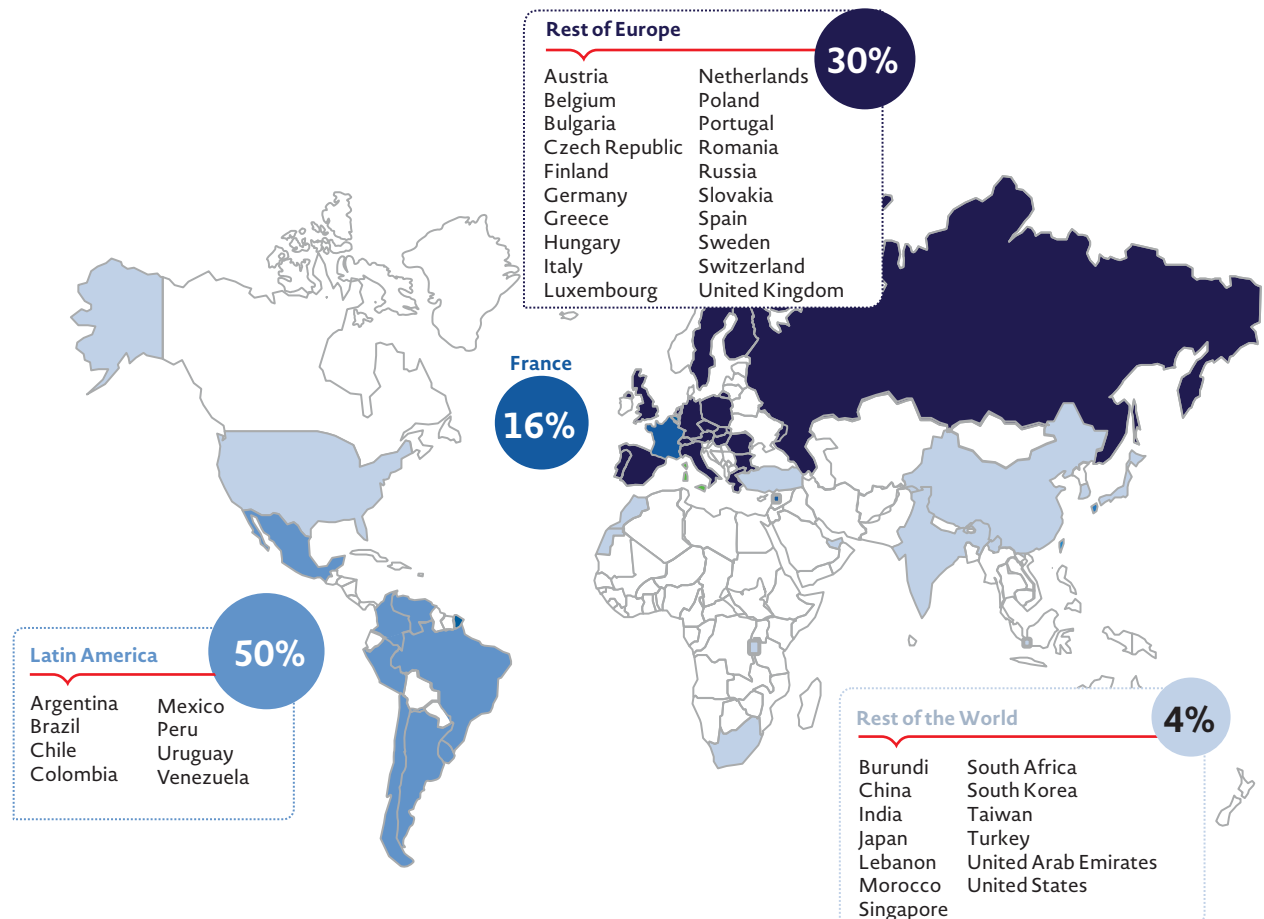 Rest of Europe
30%
Austria
Belgium
Bulgaria
Czech Republic
Finland
Germany
Greece
Hungary
Italy
Luxembourg
Netherlands
Poland
Portugal
Romania
Russia
Slovakia
Spain
Sweden
Switzerland
United Kingdom
France
16%
Latin America
50%
Argentina
Brazil
Chile
Colombia
Mexico
Peru
Uruguay
Venezuela
Rest of the World
4%
Burundi
China
India
Japan
Lebanon
Morocco
Singapore
South Africa
South Korea
Taiwan
Turkey
United Arab Emirates
United States